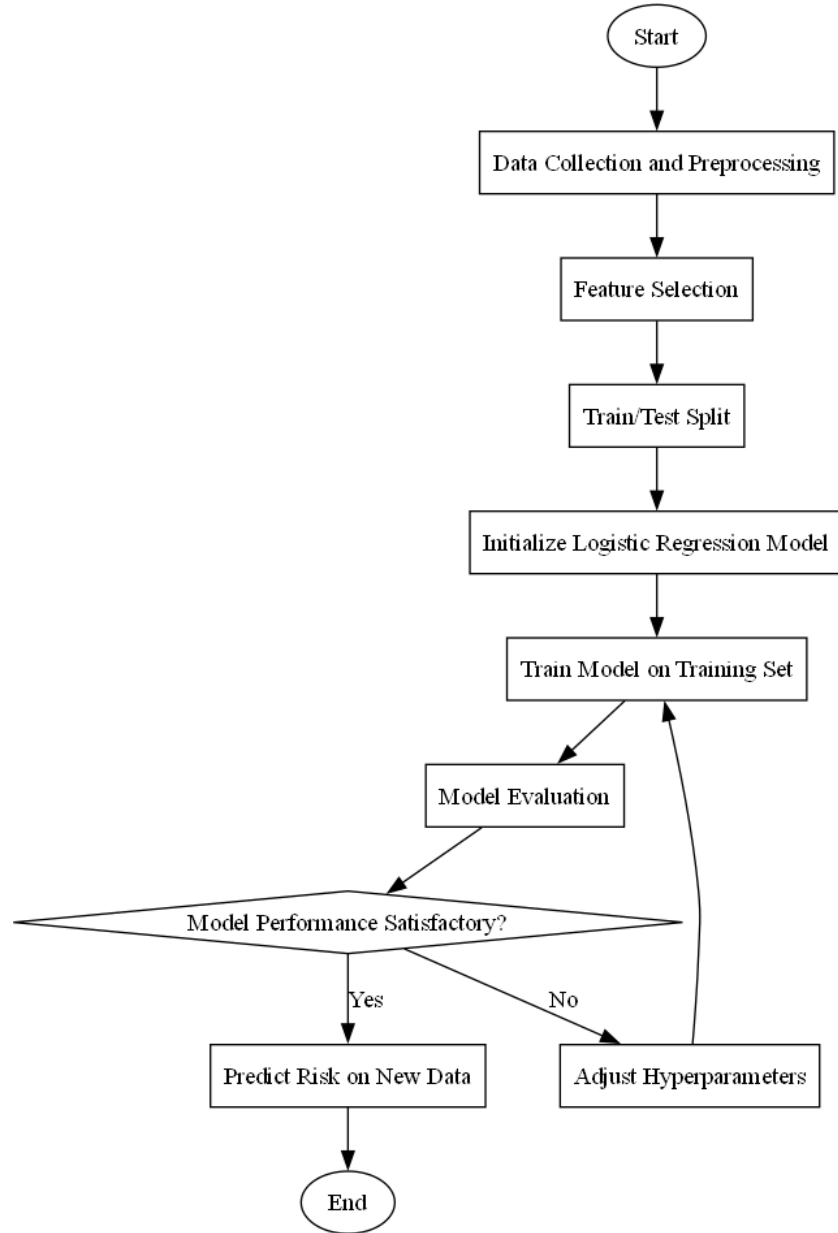 Start
Data Collection and Preprocessing
Feature Selection
Train/Test Split
Initialize Logistic Regression Model
Train Model on Training Set
Model Evaluation
Model Performance Satisfactory?
Yes
No
Predict Risk on New Data
Adjust Hyperparameters
End